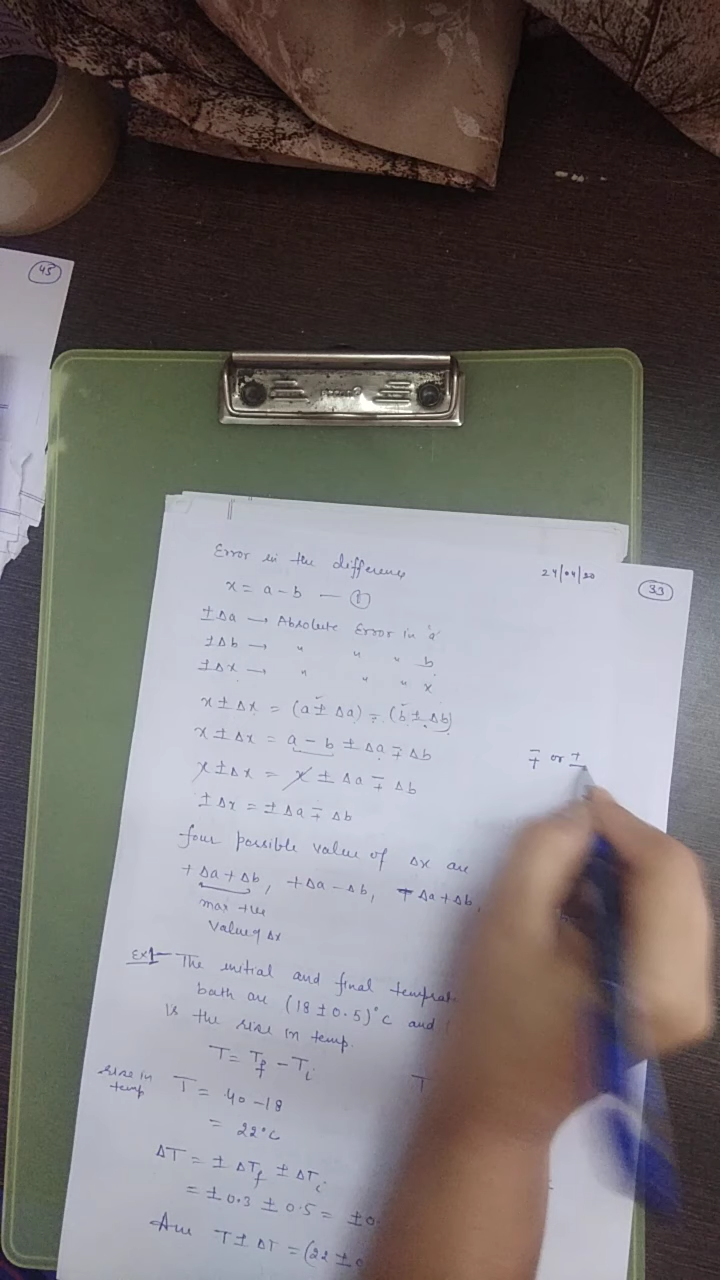 45
Error in the difference
24/04/20
33
x = a - b — ①
±Δa → Absolute Error in 'a'
±Δb → " " " b
±Δx → " " " x
x ± Δx = (a ± Δa) - (b ± Δb)
x ± Δx = a - b ± Δa ∓ Δb
∓ or ±
x ± Δx = x ± Δa ∓ Δb
± Δx = ± Δa ∓ Δb
four possible value of Δx are
+ Δa + Δb, + Δa - Δb, - Δa + Δb,
max +ve
Value of Δx
Ex1- The initial and final temprat
bath are (18 ± 0.5)°C and
is the rise in temp.
T = Tf - Ti
T
rise in temp
T = 40 - 18
= 22°C
ΔT = ± ΔTf ± ΔTi
= ± 0.3 ± 0.5 = ±0
Ans T ± ΔT = (22 ± 0